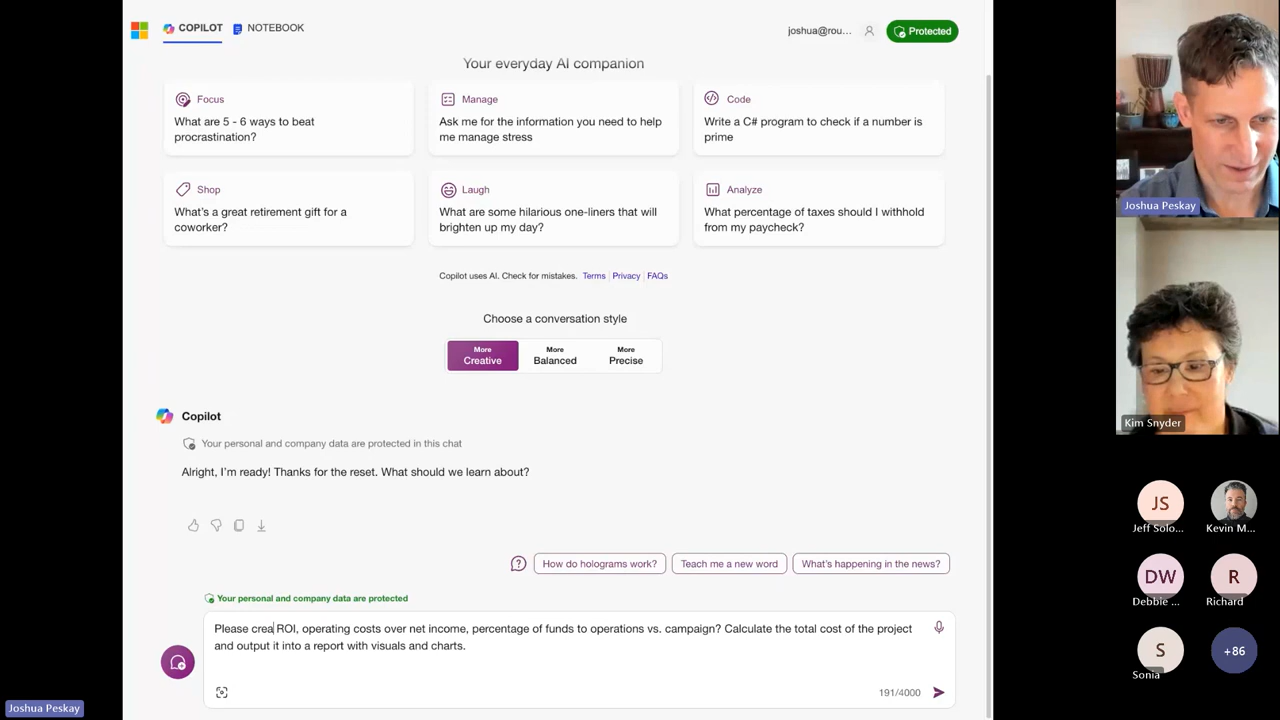 COPILOT
NOTEBOOK
joshua@rou...
Protected
Your everyday AI companion
Focus
What are 5 - 6 ways to beat
procrastination?
Manage
Ask me for the information you need to help
me manage stress
Code
Write a C# program to check if a number is
prime
Shop
What's a great retirement gift for a
coworker?
Laugh
What are some hilarious one-liners that will
brighten up my day?
Analyze
What percentage of taxes should I withhold
from my paycheck?
Copilot uses AI. Check for mistakes. Terms Privacy FAQs
Choose a conversation style
More
Creative
More
Balanced
More
Precise
Copilot
Your personal and company data are protected in this chat
Alright, I'm ready! Thanks for the reset. What should we learn about?
How do holograms work?
Teach me a new word
What's happening in the news?
Your personal and company data are protected
Please crea ROI, operating costs over net income, percentage of funds to operations vs. campaign? Calculate the total cost of the project
and output it into a report with visuals and charts.
191/4000
Joshua Peskay
Joshua Peskay
Kim Snyder
JS
Jeff Solo...
Kevin M...
DW
Debbie ...
R
Richard
S
Sonia
+86